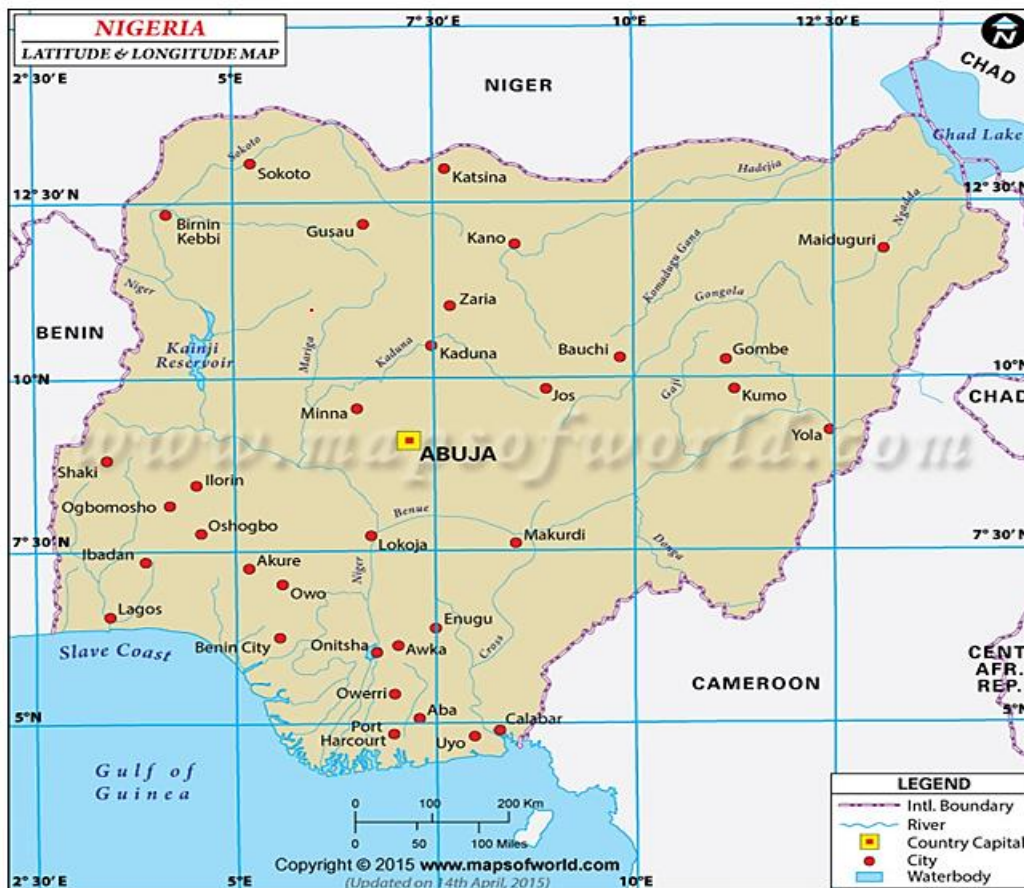 NIGERIA
LATITUDE & LONGITUDE MAP
7° 30' E
10°E
12° 30' E
N
2° 30' E
5°E
CHAD
NIGER
Chad Lake
Sokoto
Sokoto
Katsina
Hadejia
12° 30' N
12° 30' N
Ngadda
Birnin
Kebbi
Gusau
Kano
Maiduguri
Komadugu Gana
Niger
Gongola
Zaria
BENIN
Kainji
Reservoir
Mariga
Kaduna
Kaduna
Bauchi
Gombe
10°N
10°N
Gaji
CHAD
Jos
Kumo
Minna
www.mapsofworld.com
Yola
ABUJA
Shaki
Ilorin
Ogbomosho
Benue
Oshogbo
Makurdi
7° 30' N
7° 30' N
Lokoja
Donga
Ibadan
Akure
Niger
Owo
Lagos
Enugu
Slave Coast
Benin City
Onitsha
Awka
Cross
CENT
AFR.
REP.
CAMEROON
Owerri
5°N
5°N
Aba
Calabar
Port
Harcourt
Uyo
Gulf of
Guinea
LEGEND
Intl. Boundary
River
Country Capital
City
Waterbody
0 100 200 Km
0 50 100 Miles
Copyright © 2015 www.mapsofworld.com
(Updated on 14th April, 2015)
2° 30' E
5°E
10°E